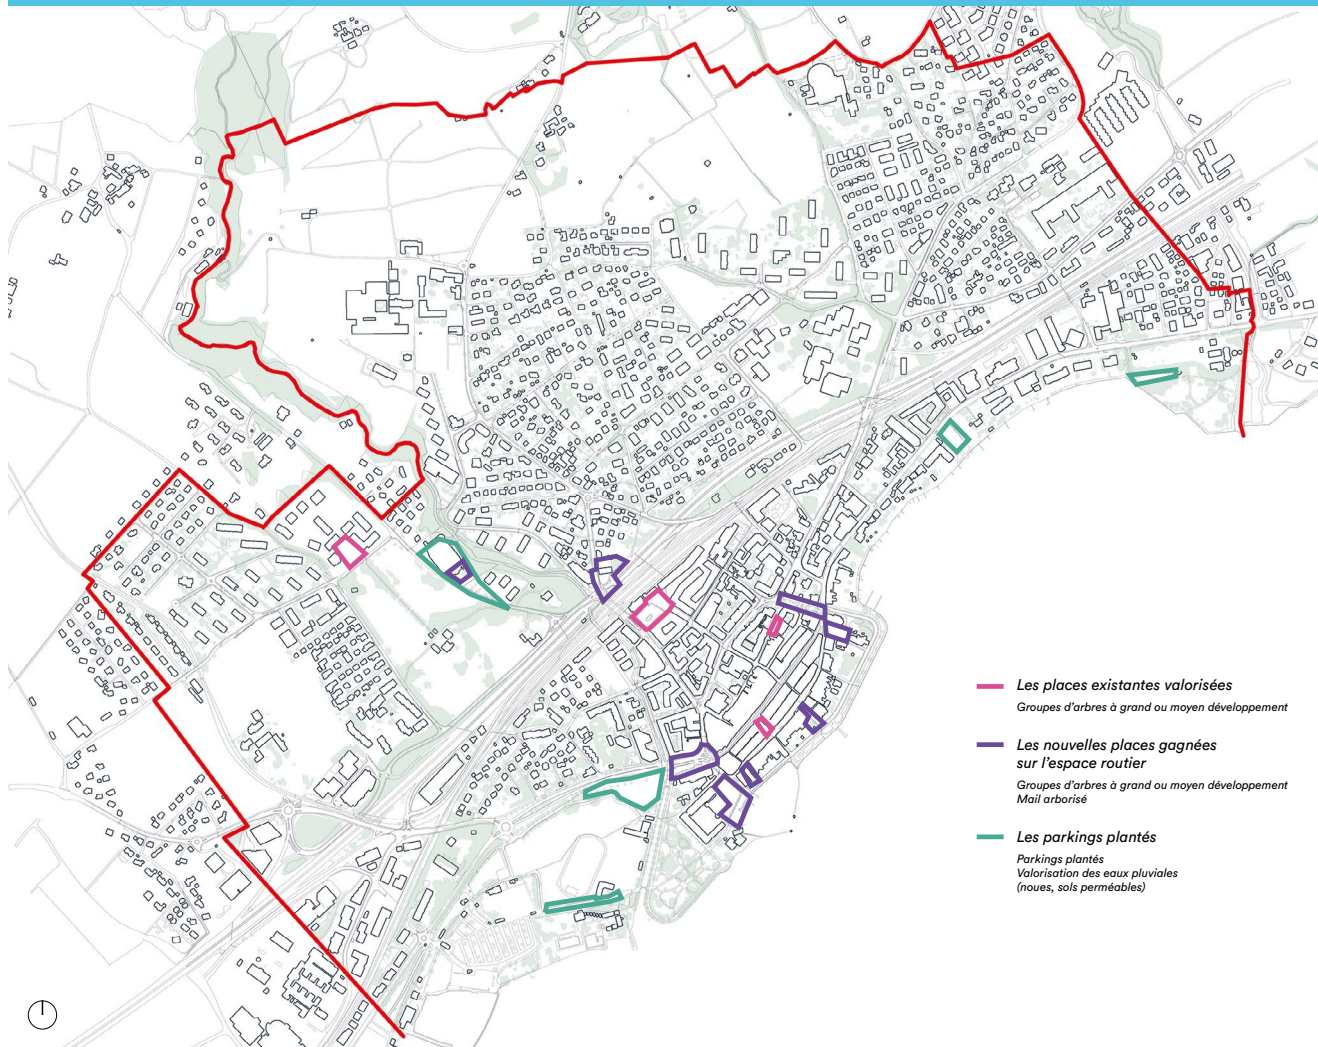 Les places existantes valorisées
Groupes d'arbres à grand ou moyen développement
Les nouvelles places gagnées
sur l'espace routier
Groupes d'arbres à grand ou moyen développement
Mail arborisé
Les parkings plantés
Parkings plantés
Valorisation des eaux pluviales
(noues, sols perméables)